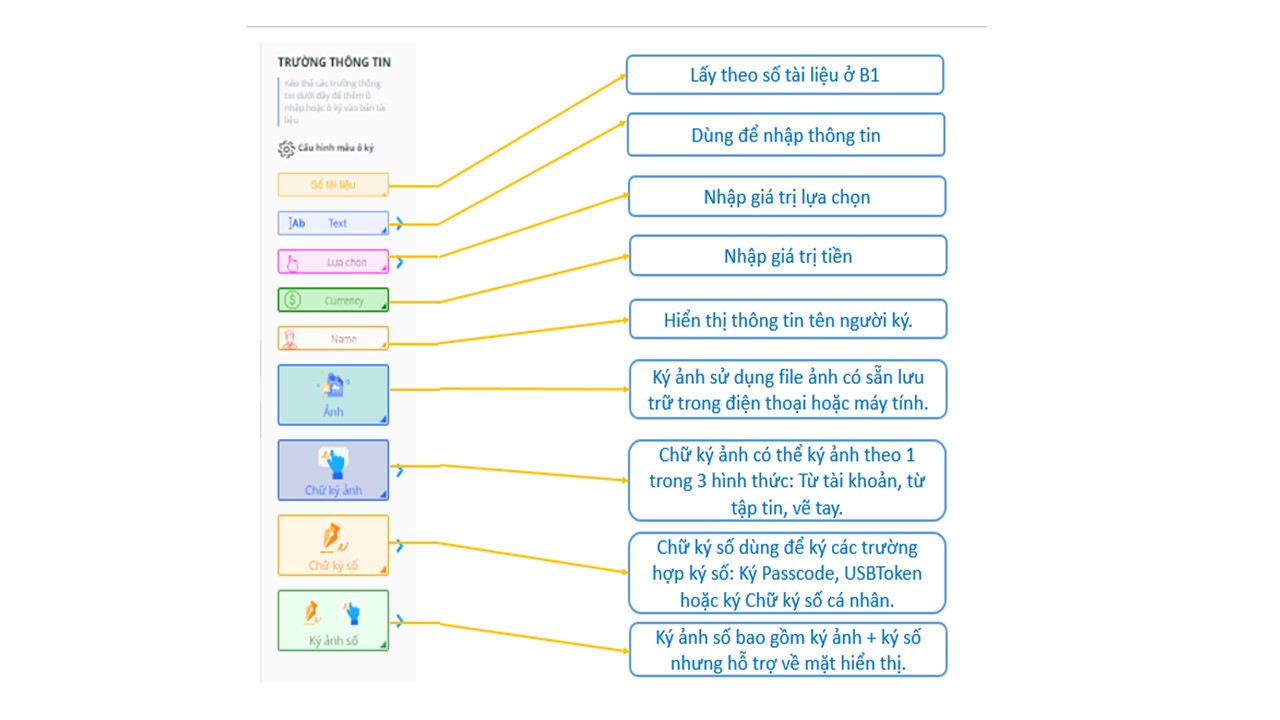 TRƯỜNG THÔNG TIN
Kéo thả các trường thông
tin dưới đây để thêm ô
nhập hoặc ô ký vào bản tài
liệu
Cấu hình mẫu ô ký
Số tài liệu
Lấy theo số tài liệu ở B1
Ab Text
Dùng để nhập thông tin
Lựa chọn
Nhập giá trị lựa chọn
Currency
Nhập giá trị tiền
Name
Hiển thị thông tin tên người ký.
Ảnh
Ký ảnh sử dụng file ảnh có sẵn lưu
trữ trong điện thoại hoặc máy tính.
Chữ ký ảnh
Chữ ký ảnh có thể ký ảnh theo 1
trong 3 hình thức: Từ tài khoản, từ
tập tin, vẽ tay.
Chữ ký số
Chữ ký số dùng để ký các trường
hợp ký số: Ký Passcode, USBToken
hoặc ký Chữ ký số cá nhân.
Ký ảnh số
Ký ảnh số bao gồm ký ảnh + ký số
nhưng hỗ trợ về mặt hiển thị.